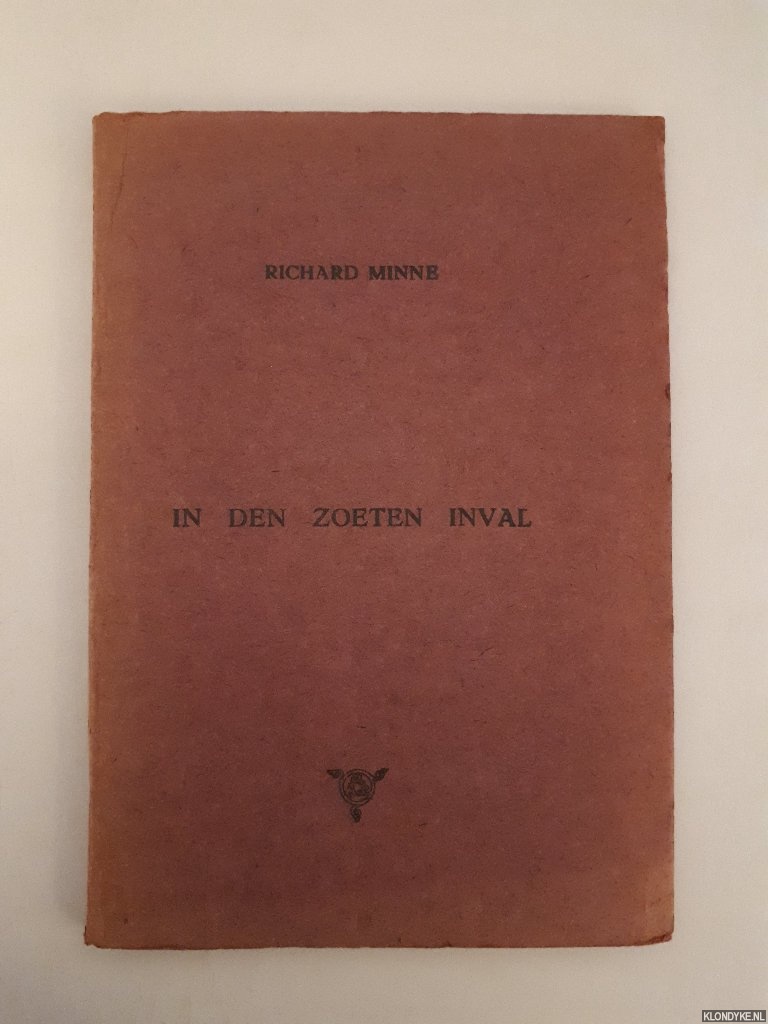 RICHARD MINNE
IN DEN ZOETEN INVAL
KLONDYKE.NL